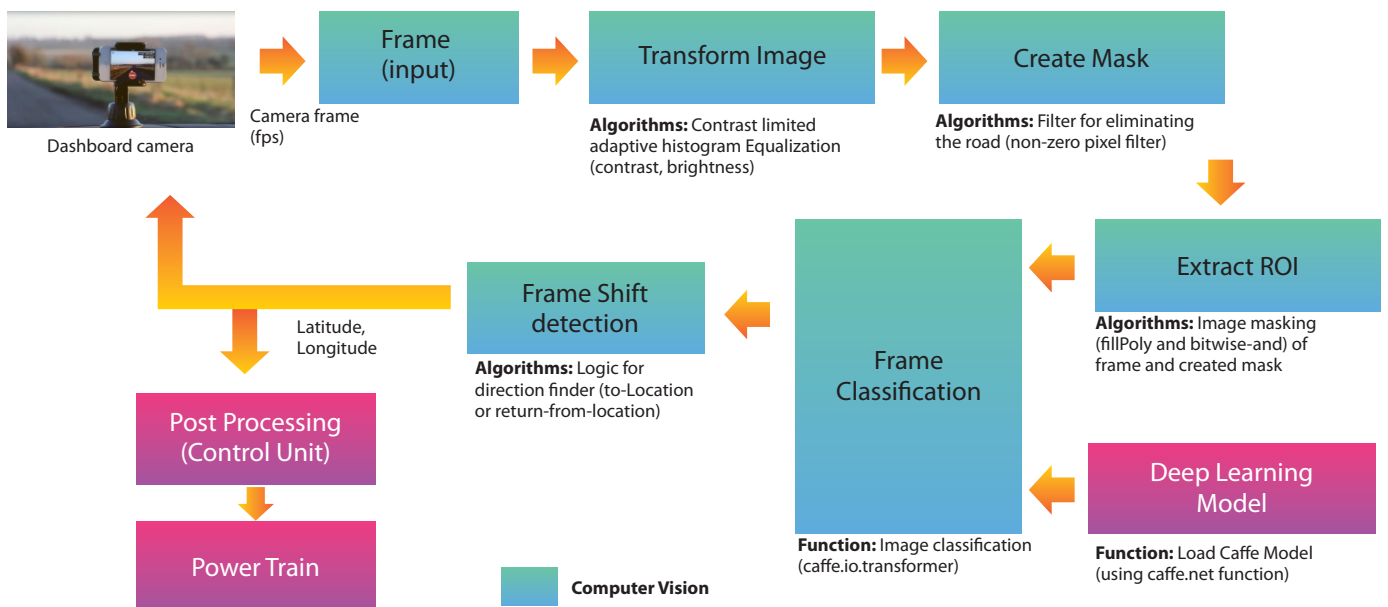 Dashboard camera
Camera frame
(fps)
Frame
(input)
Transform Image
Algorithms: Contrast limited
adaptive histogram Equalization
(contrast, brightness)
Create Mask
Algorithms: Filter for eliminating
the road (non-zero pixel filter)
Extract ROI
Algorithms: Image masking
(fillPoly and bitwise-and) of
frame and created mask
Deep Learning
Model
Function: Load Caffe Model
(using caffe.net function)
Frame
Classification
Function: Image classification
(caffe.io.transformer)
Frame Shift
detection
Algorithms: Logic for
direction finder (to-Location
or return-from-location)
Latitude,
Longitude
Post Processing
(Control Unit)
Power Train
Computer Vision